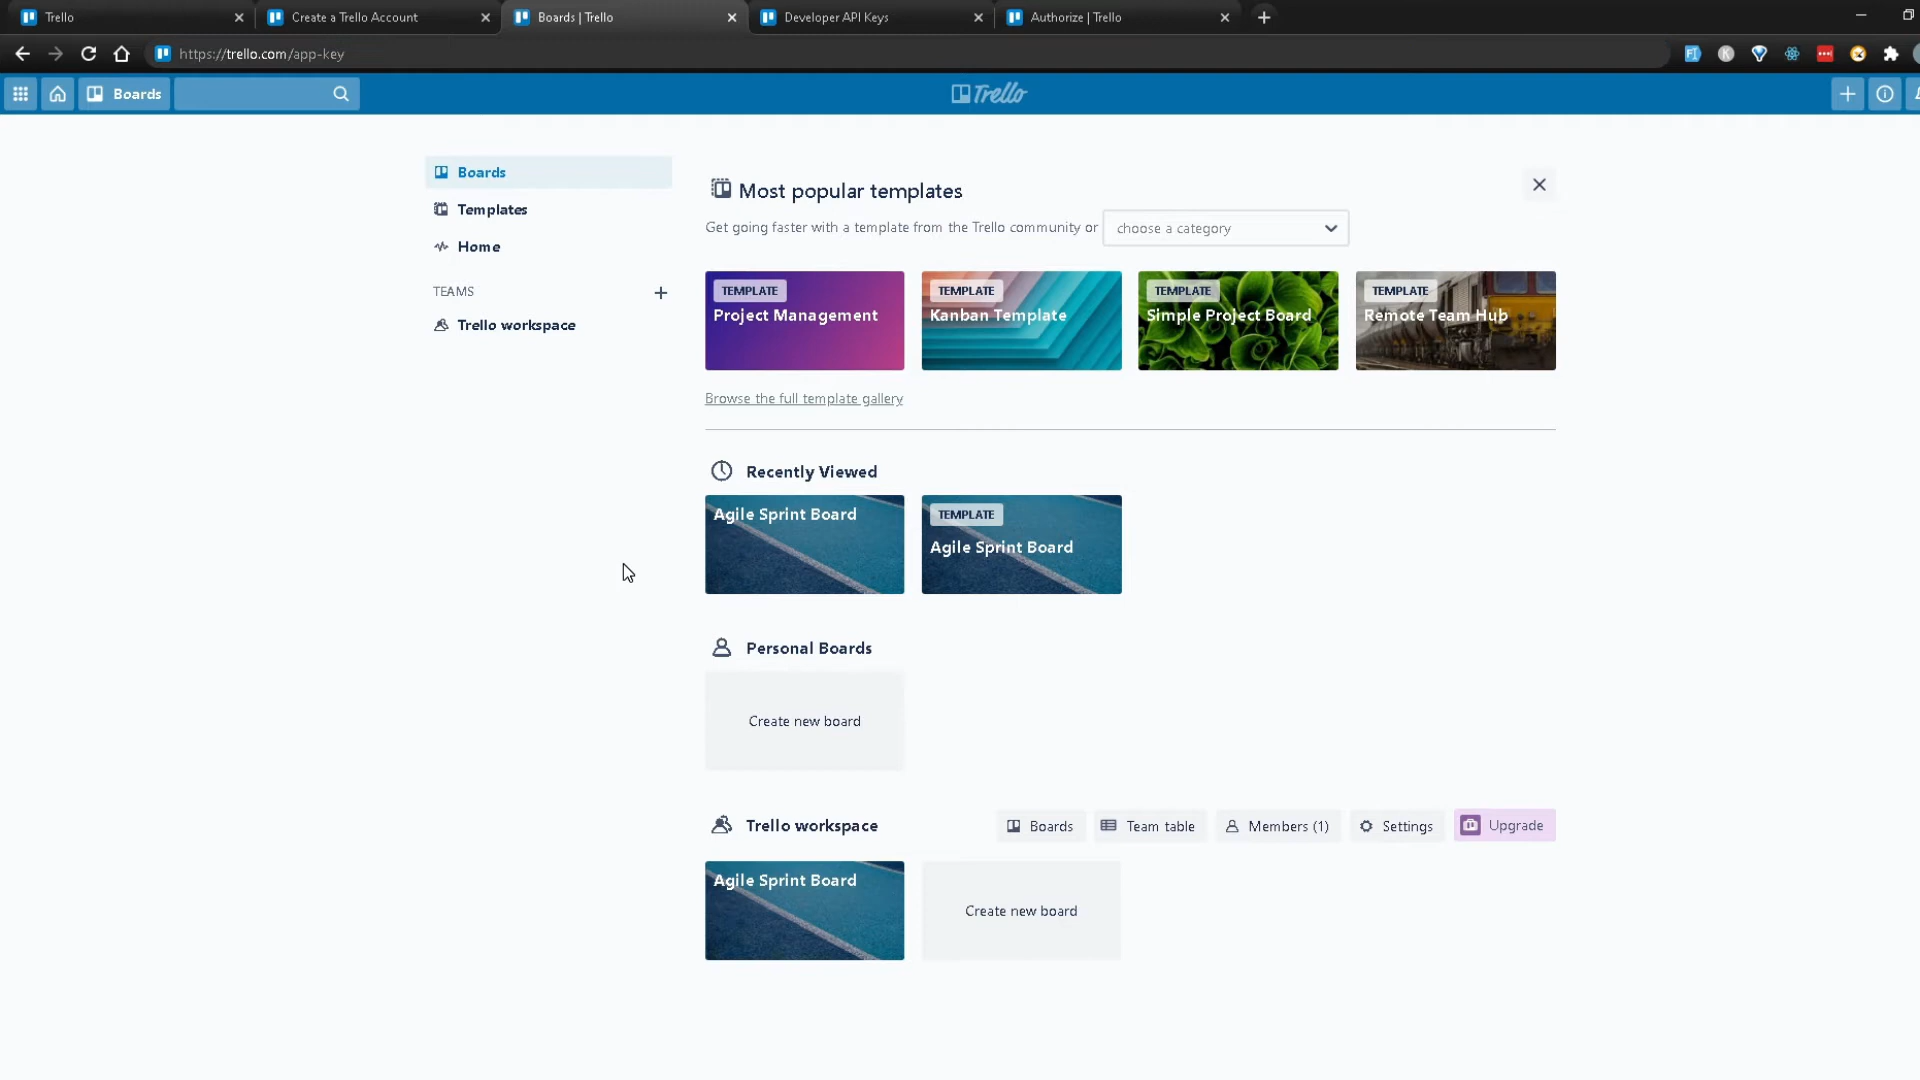 Trello
Create a Trello Account
Boards | Trello
Developer API Keys
Authorize | Trello
https://trello.com/app-key
Boards
Trello
Boards
Templates
Home
TEAMS
Trello workspace
Most popular templates
Get going faster with a template from the Trello community or
choose a category
TEMPLATE
Project Management
TEMPLATE
Kanban Template
TEMPLATE
Simple Project Board
TEMPLATE
Remote Team Hub
Browse the full template gallery
Recently Viewed
Agile Sprint Board
TEMPLATE
Agile Sprint Board
Personal Boards
Create new board
Trello workspace
Boards
Team table
Members (1)
Settings
Upgrade
Agile Sprint Board
Create new board